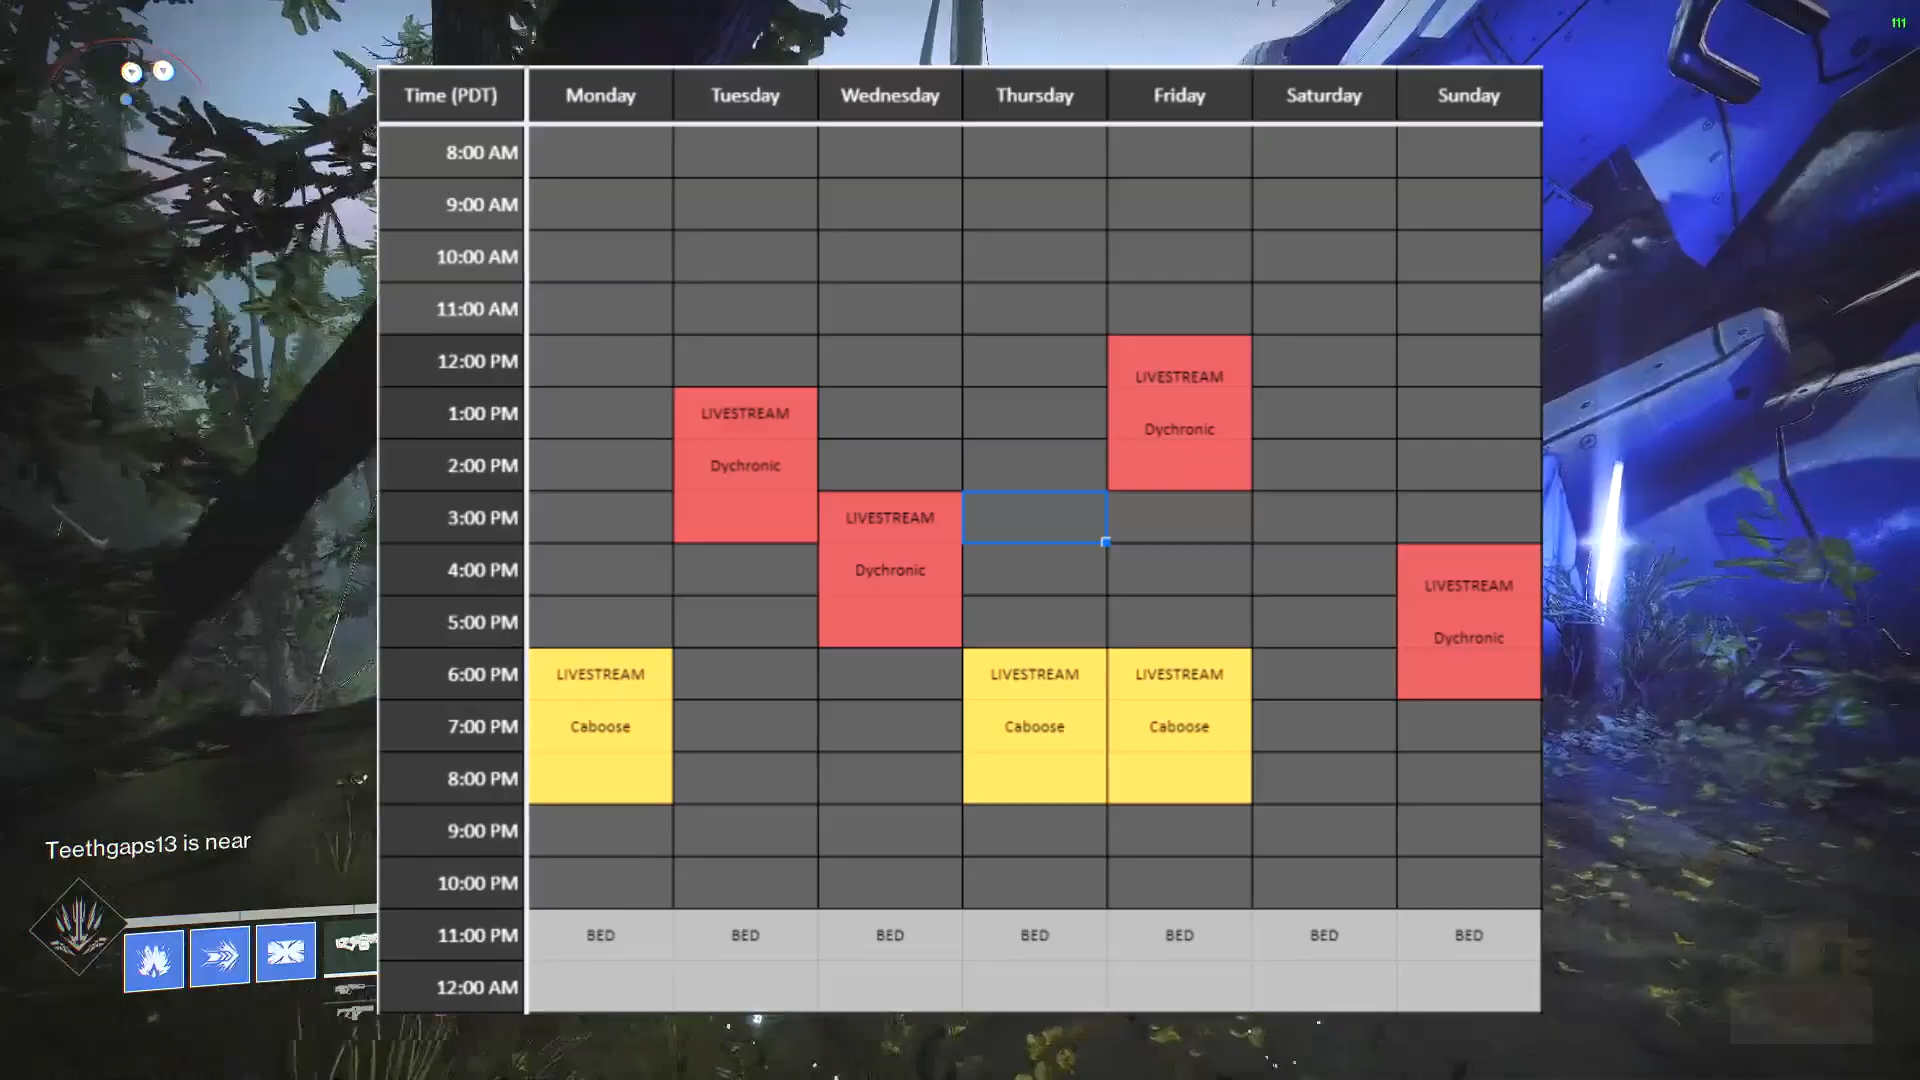 111
Time (PDT) Monday Tuesday Wednesday Thursday Friday Saturday Sunday
8:00 AM
9:00 AM
10:00 AM
11:00 AM
12:00 PM LIVESTREAM
1:00 PM LIVESTREAM Dychronic
2:00 PM Dychronic
3:00 PM LIVESTREAM
4:00 PM Dychronic LIVESTREAM
5:00 PM Dychronic
6:00 PM LIVESTREAM LIVESTREAM LIVESTREAM
7:00 PM Caboose Caboose Caboose
8:00 PM
9:00 PM
10:00 PM
11:00 PM BED BED BED BED BED BED BED
12:00 AM
Teethgaps13 is near